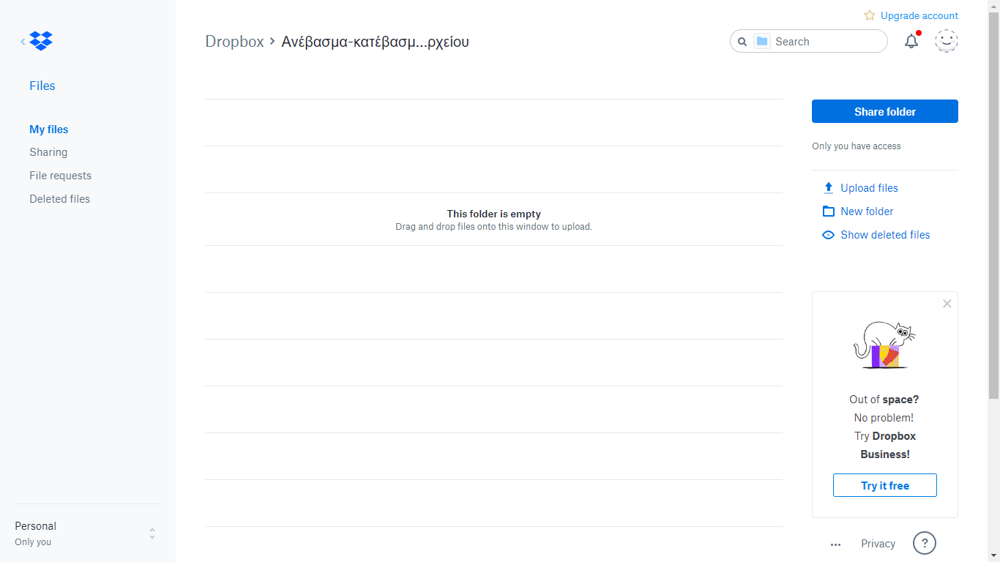 Upgrade account
Dropbox › Ανέβασμα-κατέβασμ...ρχείου
Search
Files
My files
Sharing
File requests
Deleted files
This folder is empty
Drag and drop files onto this window to upload.
Share folder
Only you have access
Upload files
New folder
Show deleted files
Out of space?
No problem!
Try Dropbox
Business!
Try it free
Personal
Only you
... Privacy ?